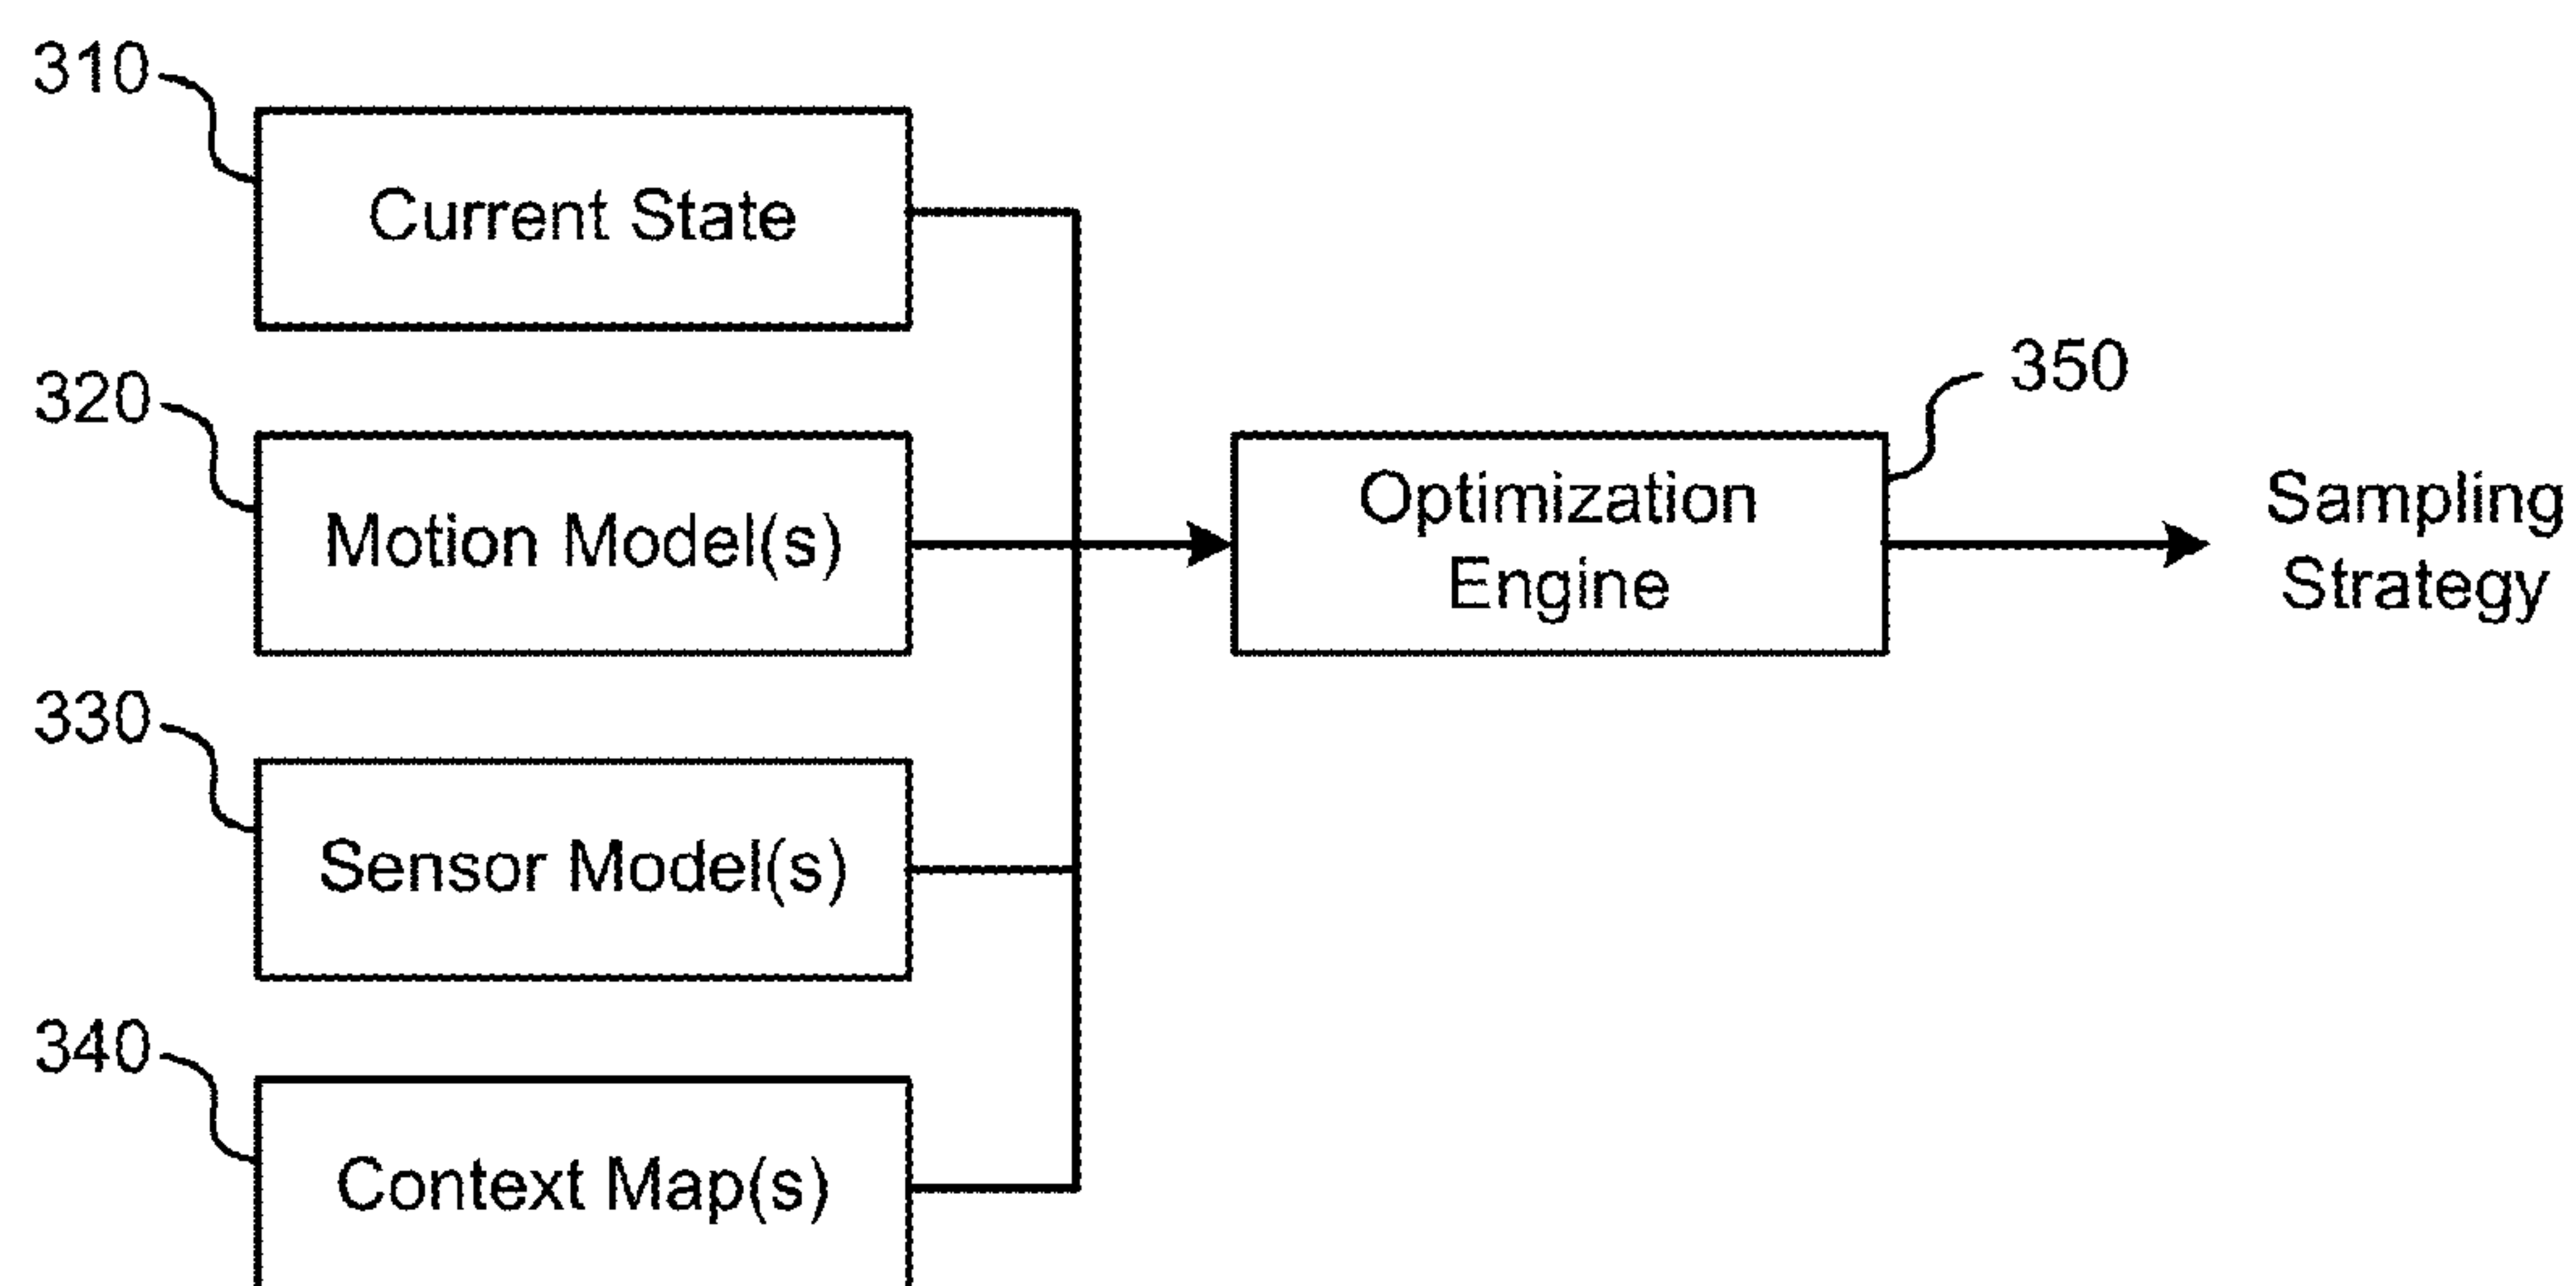 310
Current State
320
Motion Model(s)
330
Sensor Model(s)
340
Context Map(s)
350
Optimization
Engine
Sampling
Strategy